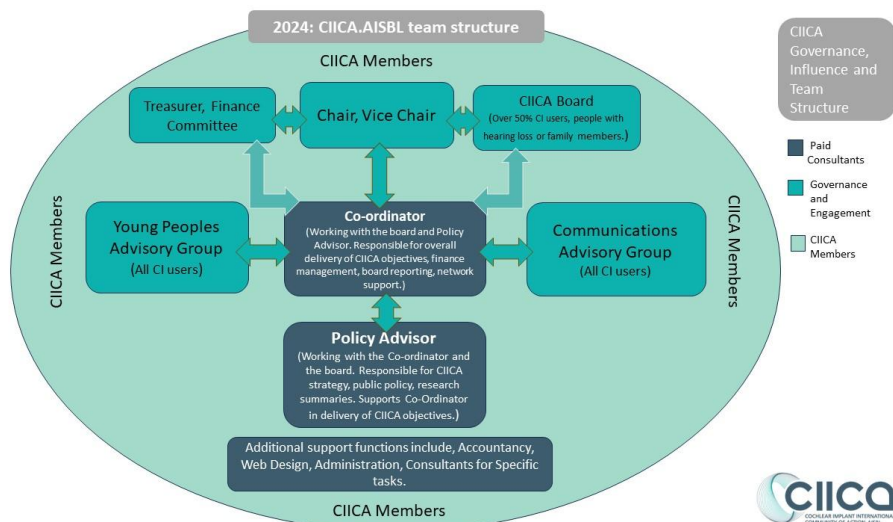 2024: CIICA.AISBL team structure
CIICA Members
CIICA
Governance,
Influence and
Team
Structure
Treasurer, Finance
Committee
Chair, Vice Chair
CIICA Board
(Over 50% CI users, people with
hearing loss or family members.)
Paid
Consultants
Governance
and
Engagement
CIICA
Members
CIICA Members
Young Peoples
Advisory Group
(All CI users)
Co-ordinator
(Working with the board and Policy
Advisor. Responsible for overall
delivery of CIICA objectives, finance
management, board reporting, network
support.)
Communications
Advisory Group
(All CI users)
CIICA Members
Policy Advisor
(Working with the Co-ordinator and
the board. Responsible for CIICA
strategy, public policy, research
summaries. Supports Co-Ordinator
in delivery of CIICA objectives.)
Additional support functions include, Accountancy,
Web Design, Administration, Consultants for Specific
tasks.
CIICA Members
CIICA
COCHLEAR IMPLANT INTERNATIONAL